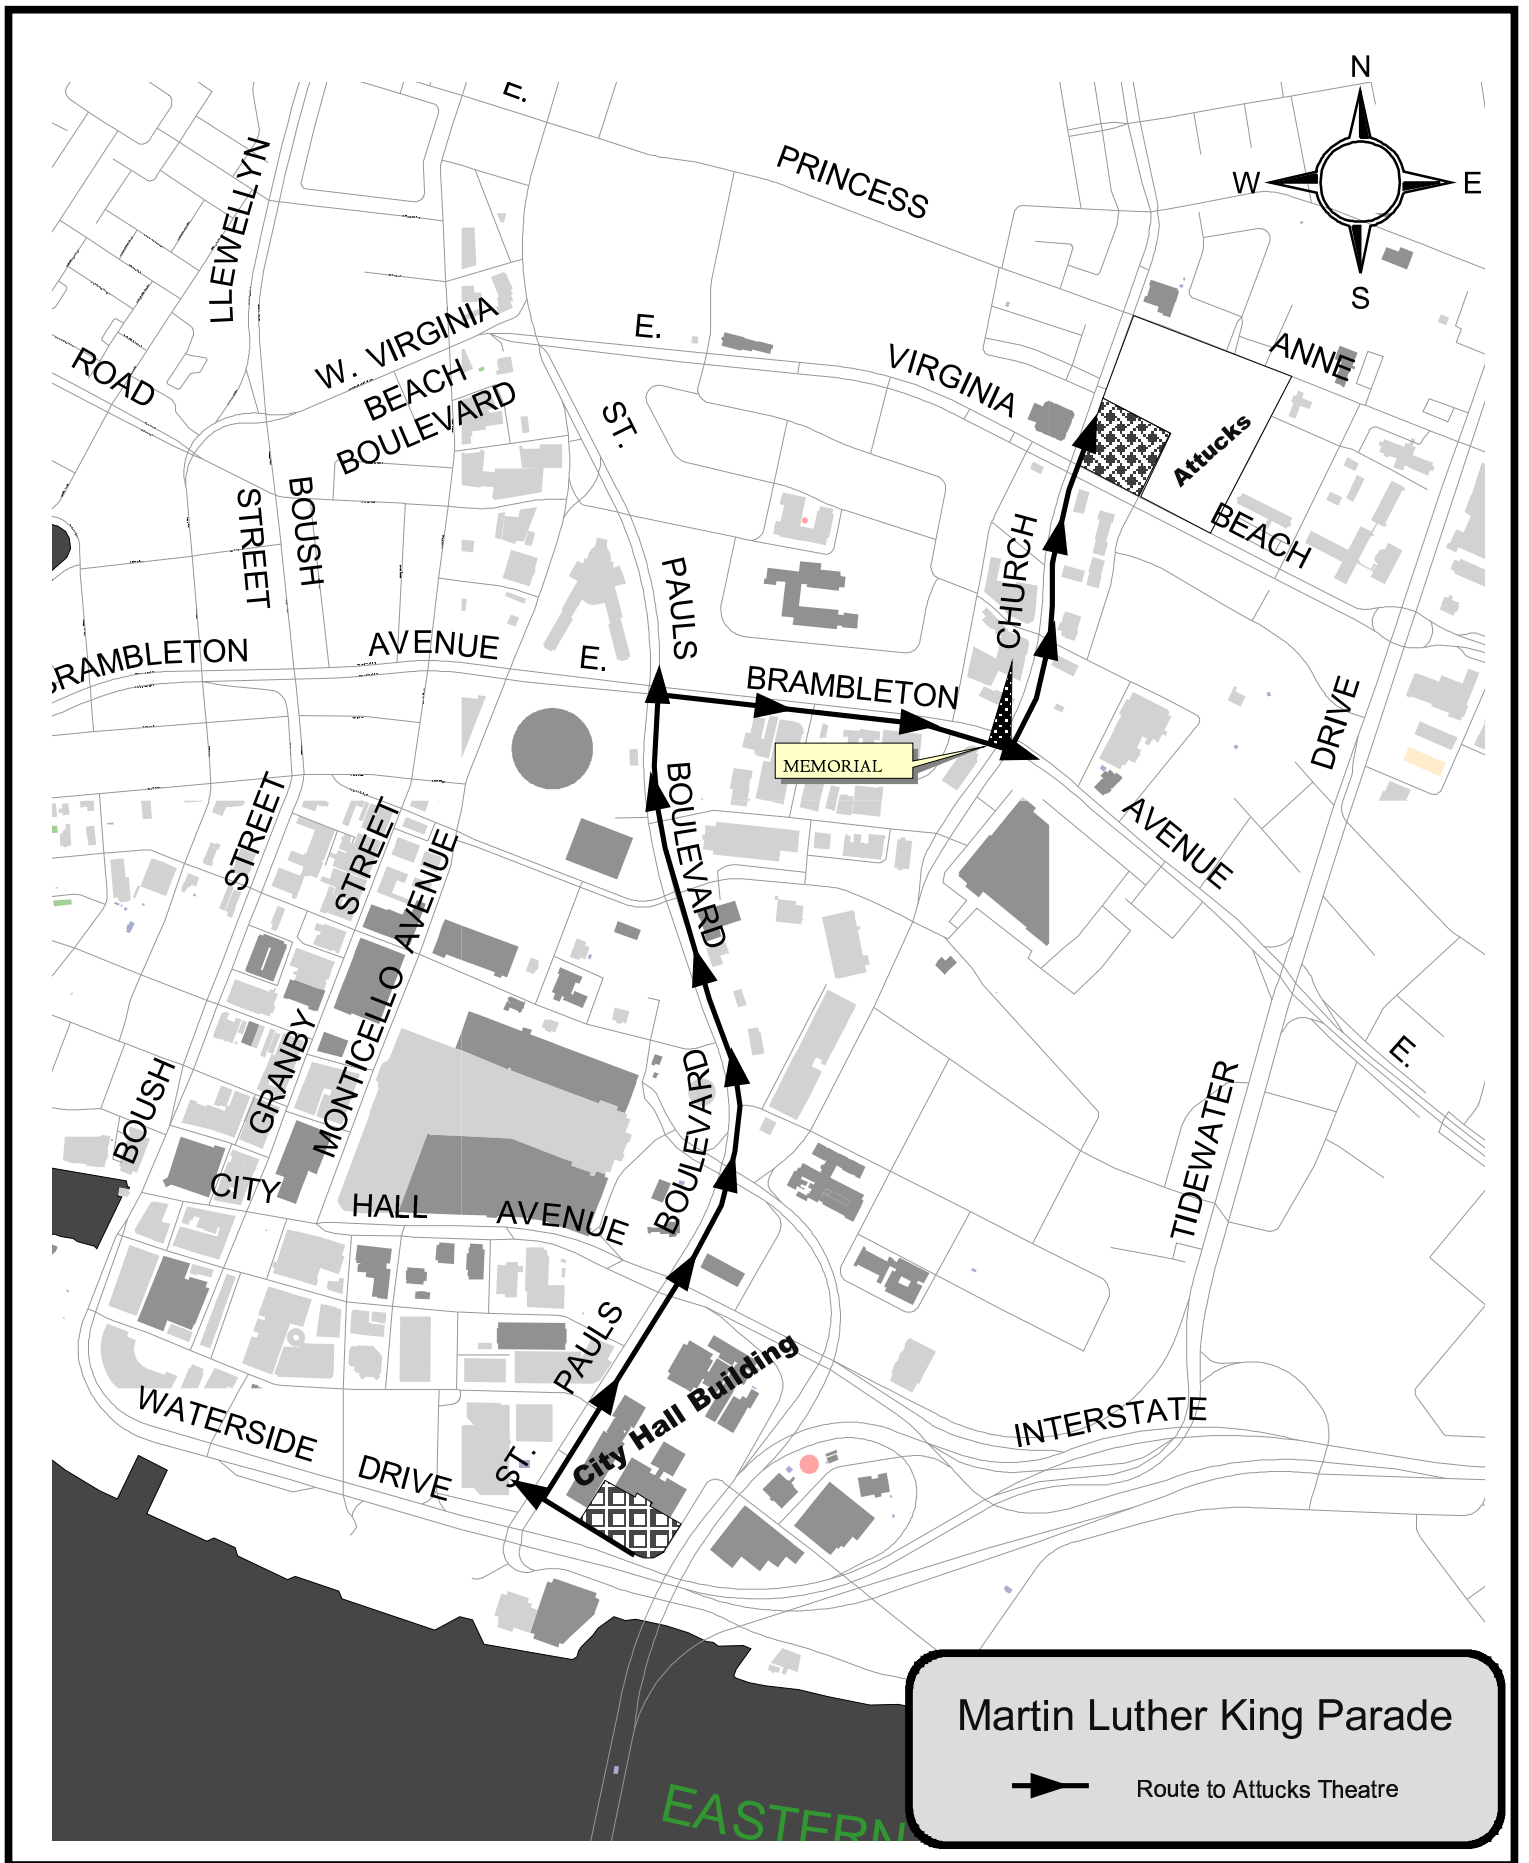 N
W
E
S
E.
PRINCESS
ANNE
LLEWELLYN
ROAD
W. VIRGINIA
BEACH
BOULEVARD
E.
VIRGINIA
BEACH
ST.
PAULS
BOULEVARD
Attucks
CHURCH
STREET
BOUSH
BRAMBLETON
AVENUE
E.
BRAMBLETON
AVENUE
E.
MEMORIAL
DRIVE
TIDEWATER
STREET
BOUSH
STREET
GRANBY
MONTICELLO AVENUE
CITY
HALL
AVENUE
BOULEVARD
PAULS
ST.
City Hall Building
WATERSIDE
DRIVE
INTERSTATE
EASTERN
Martin Luther King Parade
Route to Attucks Theatre